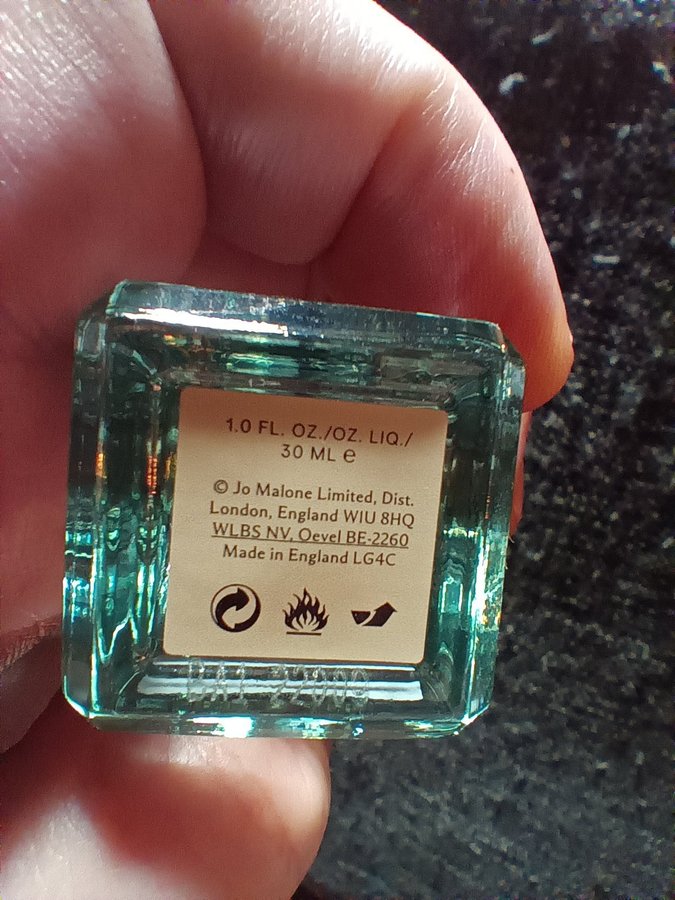 1.0 FL. OZ./OZ. LIQ./
30 ML ℮
© Jo Malone Limited, Dist.
London, England WIU 8HQ
WLBS NV, Oevel BE-2260
Made in England LG4C